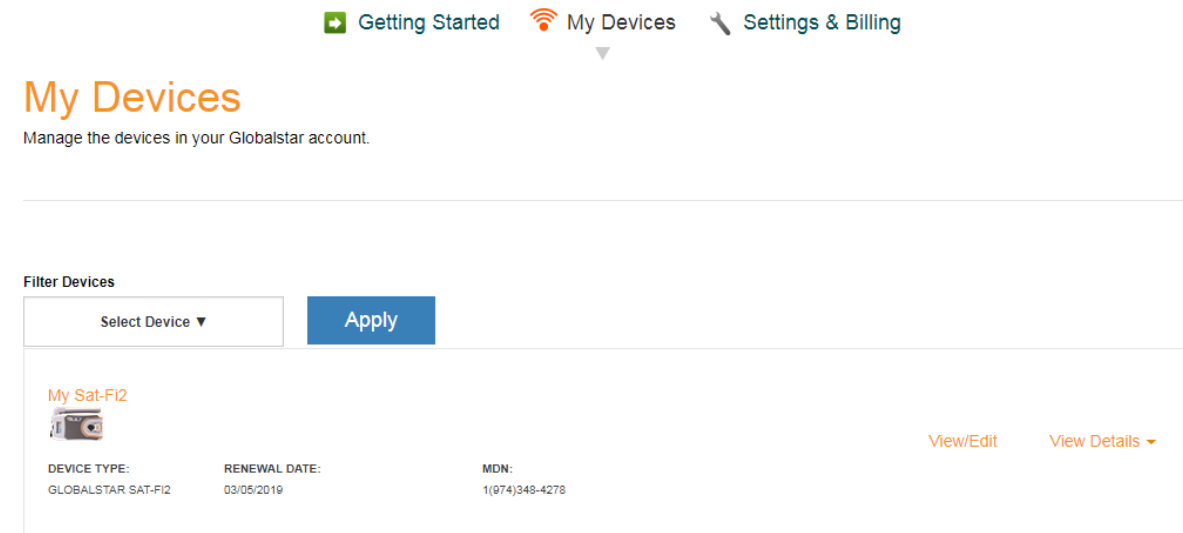 Getting Started My Devices Settings & Billing
My Devices
Manage the devices in your Globalstar account.
Filter Devices
Select Device ▼ Apply
My Sat-Fi2
View/Edit View Details
DEVICE TYPE: RENEWAL DATE: MDN:
GLOBALSTAR SAT-FI2 03/05/2019 1(974)348-4278